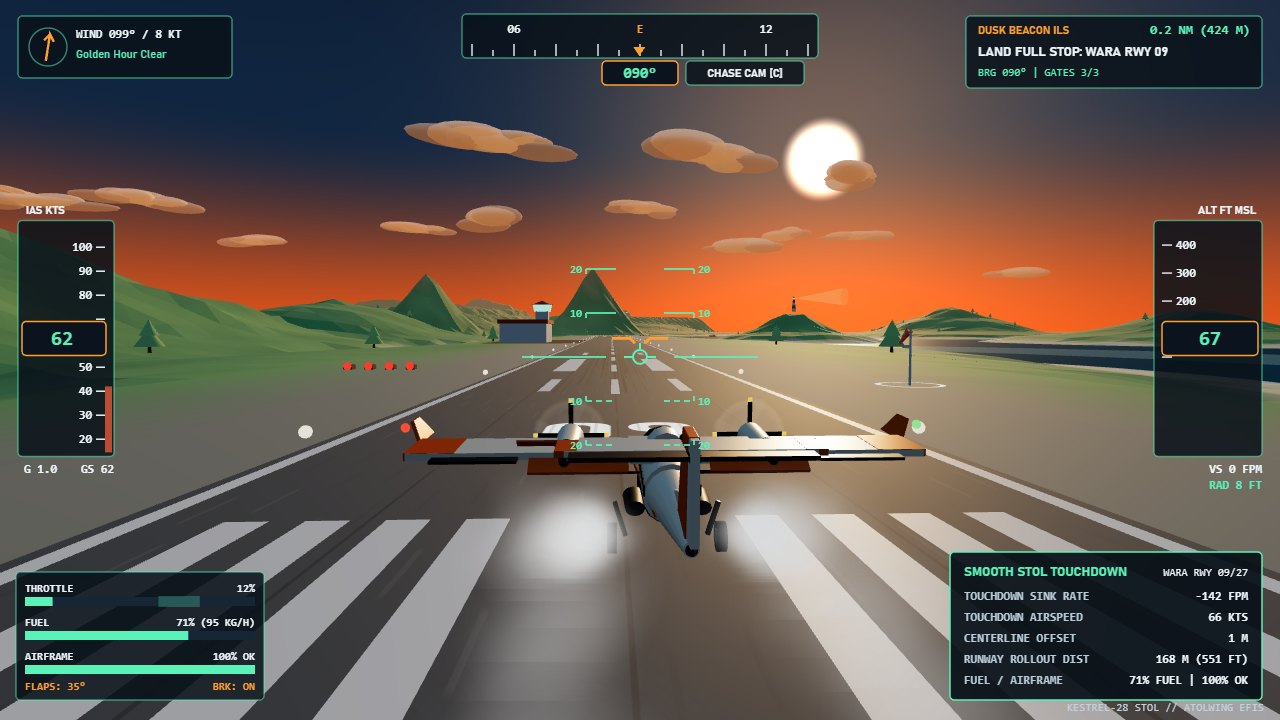 WIND 099° / 8 KT
Golden Hour Clear
06 E 12
090°
CHASE CAM [C]
DUSK BEACON ILS 0.2 NM (424 M)
LAND FULL STOP: WARA RWY 09
BRG 090° | GATES 3/3
IAS KTS
100
90
80
62
50
40
30
20
G 1.0 GS 62
20 20
10 10
10 10
20 20
ALT FT MSL
400
300
200
67
VS 0 FPM
RAD 8 FT
THROTTLE 12%
FUEL 71% (95 KG/H)
AIRFRAME 100% OK
FLAPS: 35° BRK: ON
SMOOTH STOL TOUCHDOWN WARA RWY 09/27
TOUCHDOWN SINK RATE -142 FPM
TOUCHDOWN AIRSPEED 66 KTS
CENTERLINE OFFSET 1 M
RUNWAY ROLLOUT DIST 168 M (551 FT)
FUEL / AIRFRAME 71% FUEL | 100% OK
KESTREL-28 STOL // ATOLWING EFIS